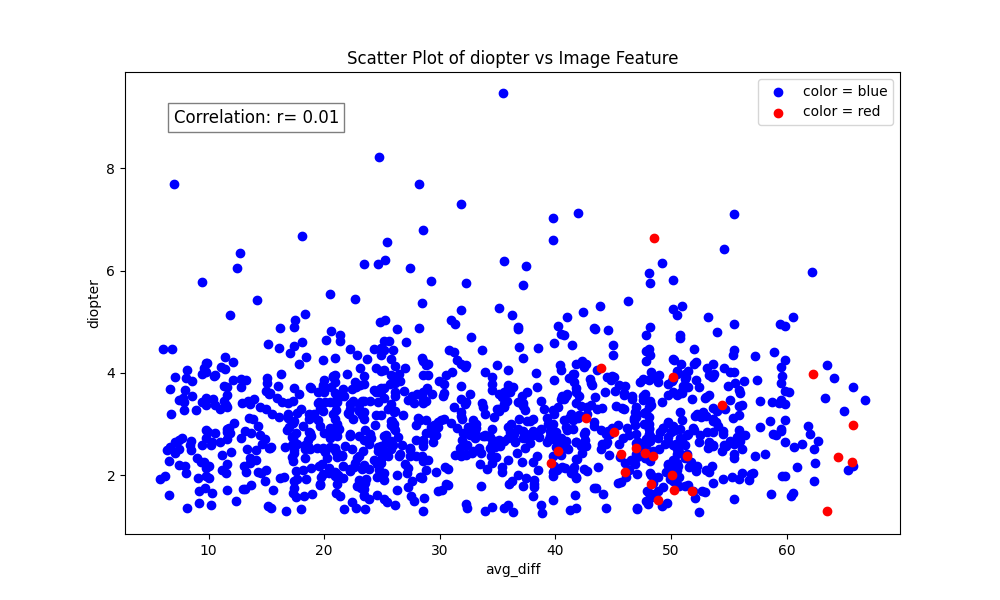 Scatter Plot of diopter vs Image Feature
Correlation: r= 0.01
color = blue
color = red
diopter
8
6
4
2
10 20 30 40 50 60
avg_diff